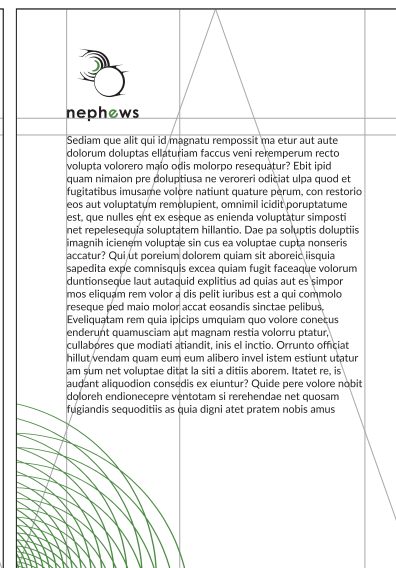 nephews
Sediam que alit qui id magnatu rempossit ma etur aut aute
dolorum doluptas ellaturiam faccus veni reremperum recto
volupta volorero maio odis molorpo resequatur? Ebit ipid
quam nimaion pre doluptiusa ne veroreri odiciat ulpa quod et
fugitatibus imusame volore natiunt quature perum, con restorio
eos aut voluptatum remolupient, omnimil icidit poruptatume
est, que nulles ent ex eseque as enienda voluptatur simposti
net repelesequia soluptatem hillantio. Dae pa soluptis doluptiis
imagnih icienem voluptae sin cus ea voluptae cupta nonseris
accatur? Qui ut poreium dolorem quiam sit aboreic iisquia
sapedita expe comnisquis excea quiam fugit faceaque volorum
duntionseque laut autaquid explitius ad quias aut es simpor
mos eliquam rem volor a dis pelit iuribus est a qui commolo
reseque ped maio molor accat eosandis sinctae pelibus.
Eveliquatam rem quia ipicips umquiam quo volore conecus
enderunt quamusciam aut magnam restia volorru ptatur,
cullabores que modiati atiandit, inis el inctio. Orrunto officiat
hillut vendam quam eum eum alibero invel istem estiunt utatur
am sum net voluptae ditat la siti a ditiis aborem. Itatet re, is
audant aliquodion consedis ex eiuntur? Quide pere volore nobit
doloreh endionecepre ventotam si rerehendae net quosam
fugiandis sequoditiis as quia digni atet pratem nobis amus